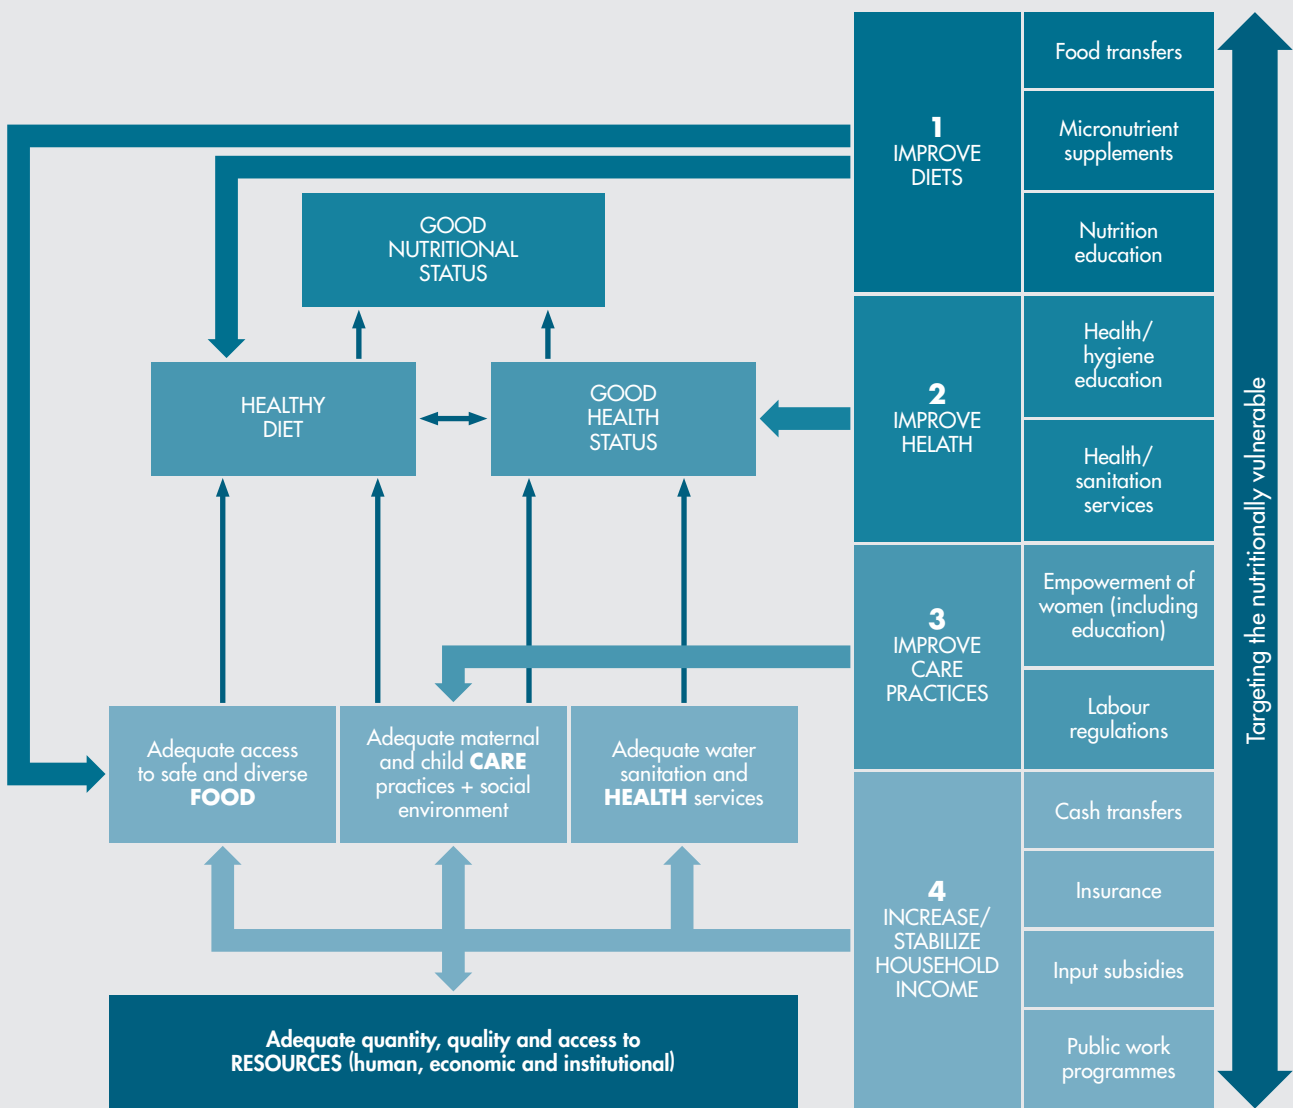 GOOD
NUTRITIONAL
STATUS
HEALTHY
DIET
GOOD
HEALTH
STATUS
Adequate access
to safe and diverse
FOOD
Adequate maternal
and child CARE
practices + social
environment
Adequate water
sanitation and
HEALTH services
Adequate quantity, quality and access to
RESOURCES (human, economic and institutional)
1
IMPROVE
DIETS
Food transfers
Micronutrient
supplements
Nutrition
education
2
IMPROVE
HELATH
Health/
hygiene
education
Health/
sanitation
services
3
IMPROVE
CARE
PRACTICES
Empowerment of
women (including
education)
Labour
regulations
4
INCREASE/
STABILIZE
HOUSEHOLD
INCOME
Cash transfers
Insurance
Input subsidies
Public work
programmes
Targeting the nutritionally vulnerable